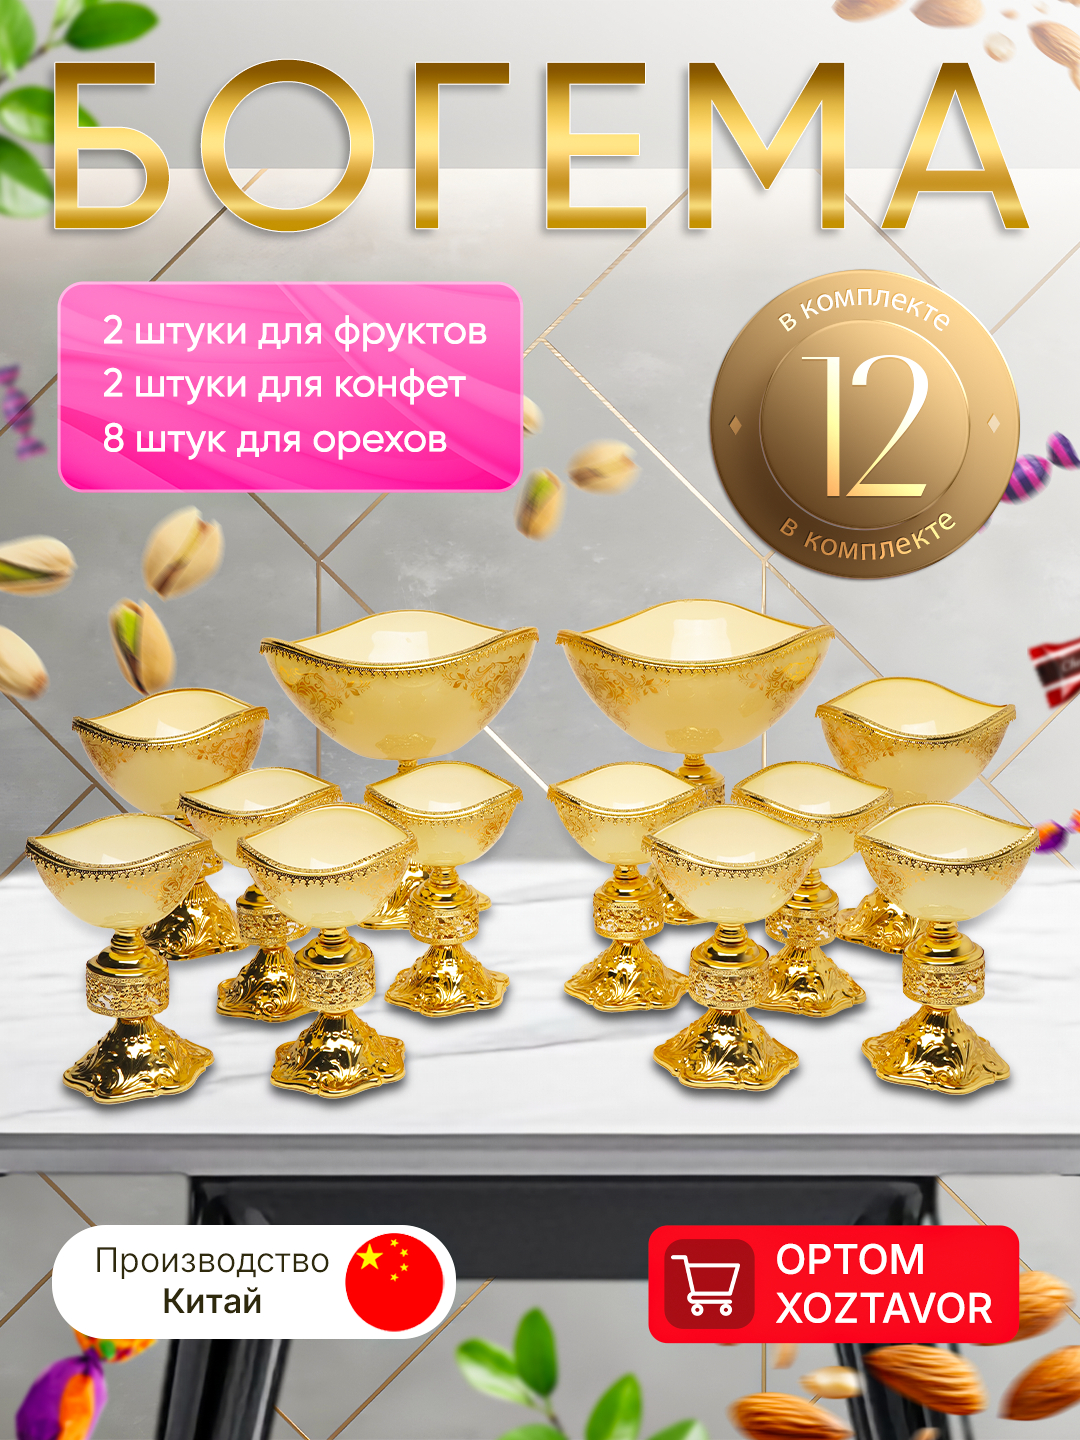 БОГЕМА
2 штуки для фруктов
2 штуки для конфет
8 штук для орехов
в комплекте
12
в комплекте
Производство
Китай
OPTOM
XOZTAVOR